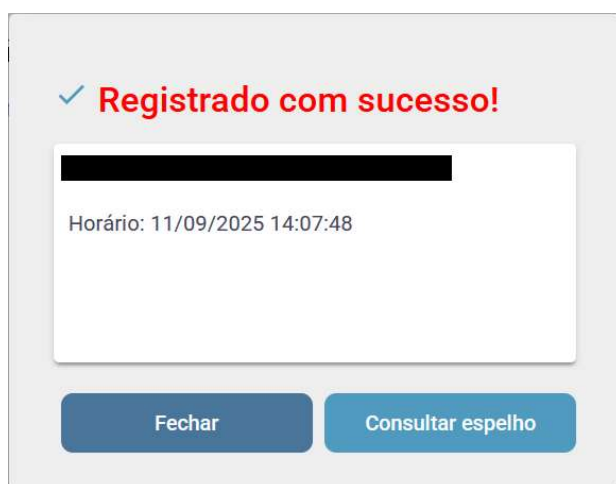 Registrado com sucesso!
Horário: 11/09/2025 14:07:48
Fechar
Consultar espelho